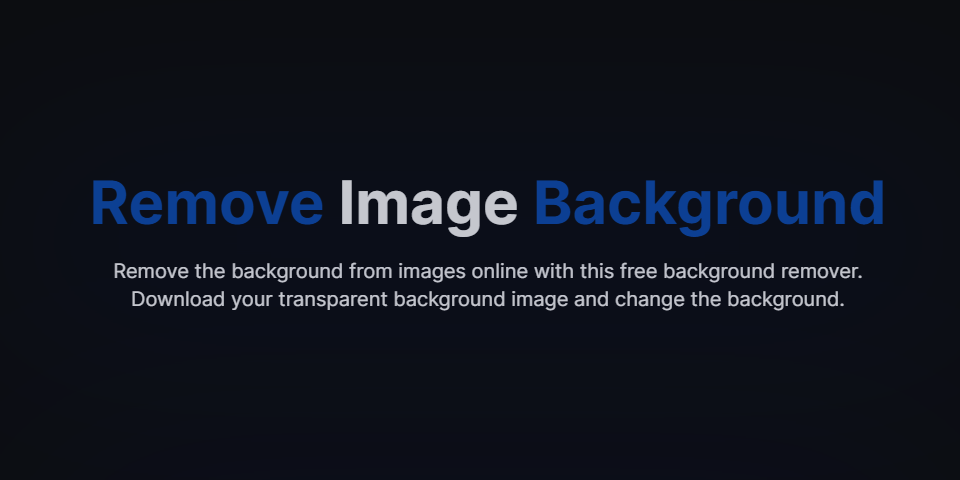 Remove Image Background
Remove the background from images online with this free background remover.
Download your transparent background image and change the background.